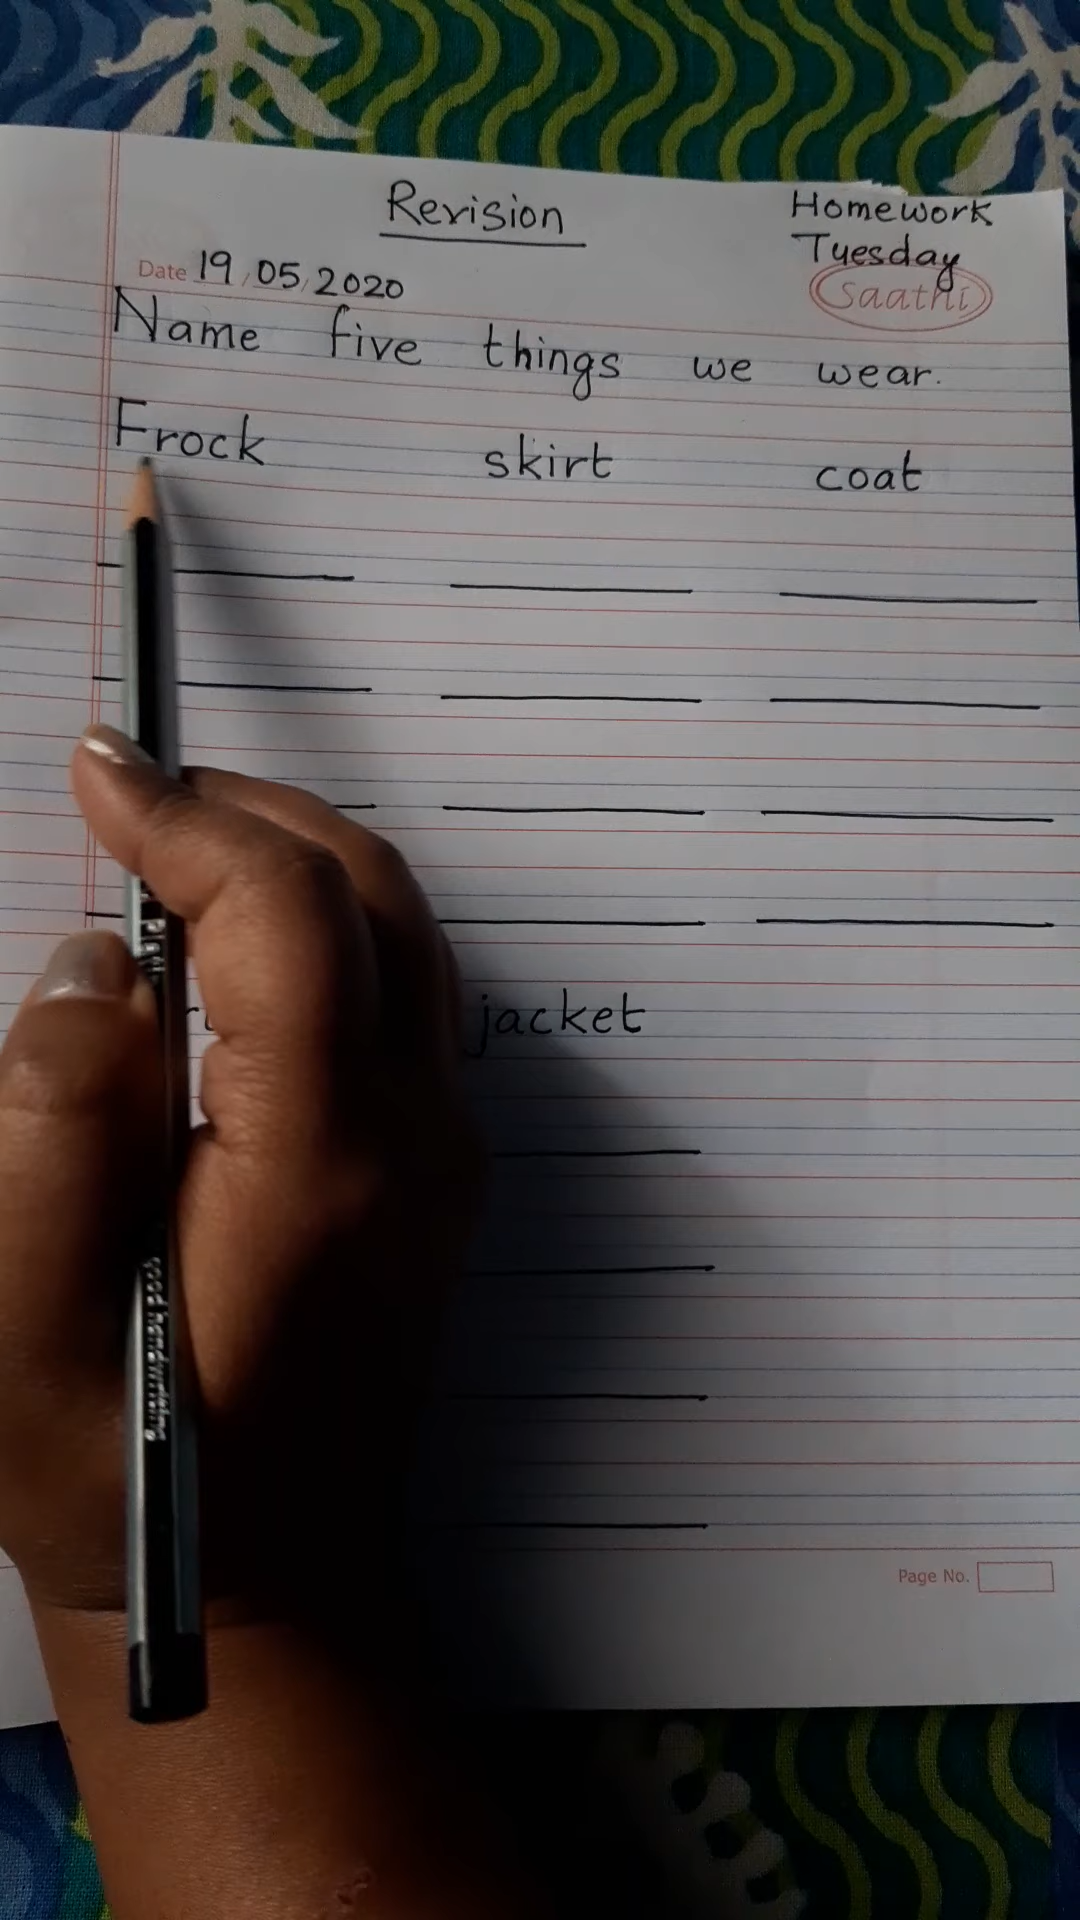 Revision
Homework
Tuesday
Date 19/05/2020
Saathi
Name five things we wear.
Frock skirt coat
jacket
good handwriting
Page No.